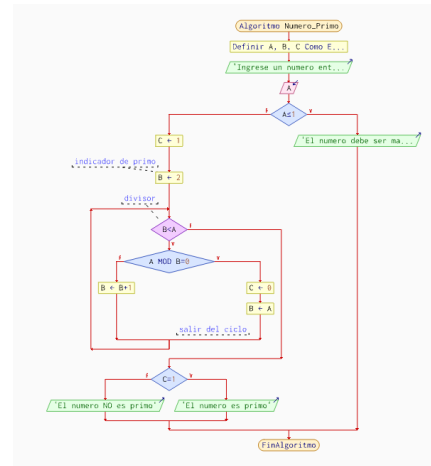 Algoritmo Numero_Primo
Definir A, B, C Como E...
'Ingrese un numero ent...
A
A≤1
F
V
C ← 1
'El numero debe ser ma...
indicador de primo
B ← 2
divisor
B<A
F
V
A MOD B=0
F
V
B ← B+1
C ← 0
B ← A
salir del ciclo
C=1
F
V
'El numero NO es primo'
'El numero es primo'
FinAlgoritmo